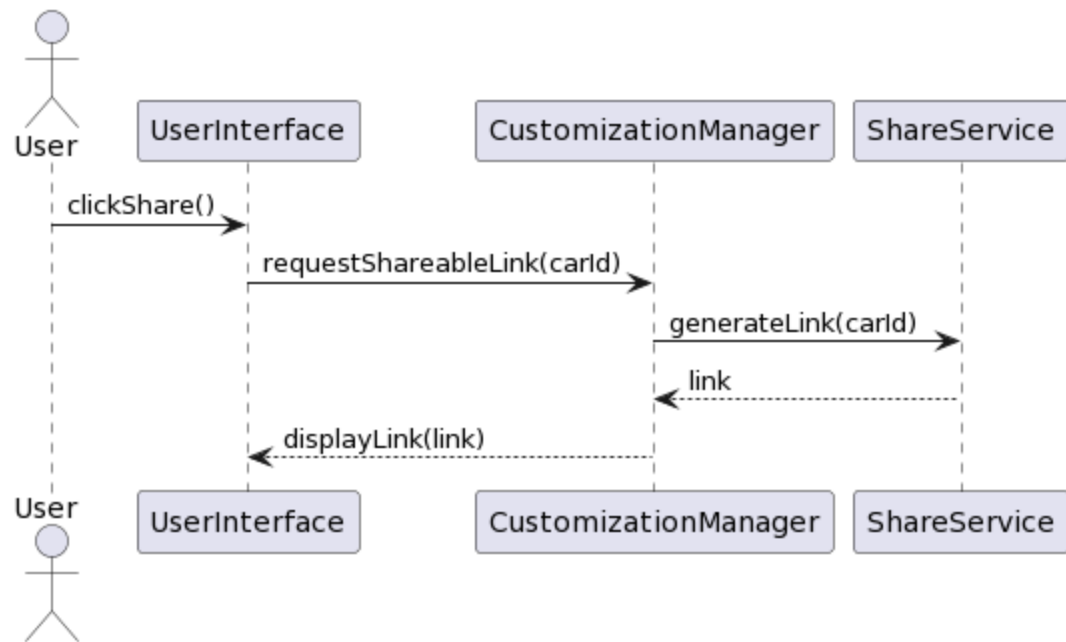 User
UserInterface
CustomizationManager
ShareService
clickShare()
requestShareableLink(carId)
generateLink(carId)
link
displayLink(link)
User
UserInterface
CustomizationManager
ShareService